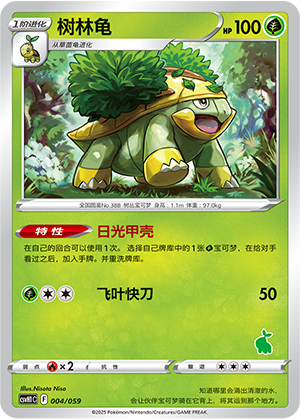 1阶进化
树林龟
HP 100
从草苗龟进化
全国图鉴No.388 树丛宝可梦 身高：1.1m 体重：97.0kg
特性 日光甲壳
在自己的回合可以使用1次。选择自己牌库中的1张宝可梦，在给对手
看过之后，加入手牌。并重洗牌库。
飞叶快刀 50
弱点 ×2 抵抗力 撤退
Illus.Nisota Niso
CSVH1C F 004/059
知道哪里会涌出清澈的水，
会让伙伴宝可梦骑在它背上，将其运到那个地方。
©2025 Pokémon/Nintendo/Creatures/GAME FREAK.